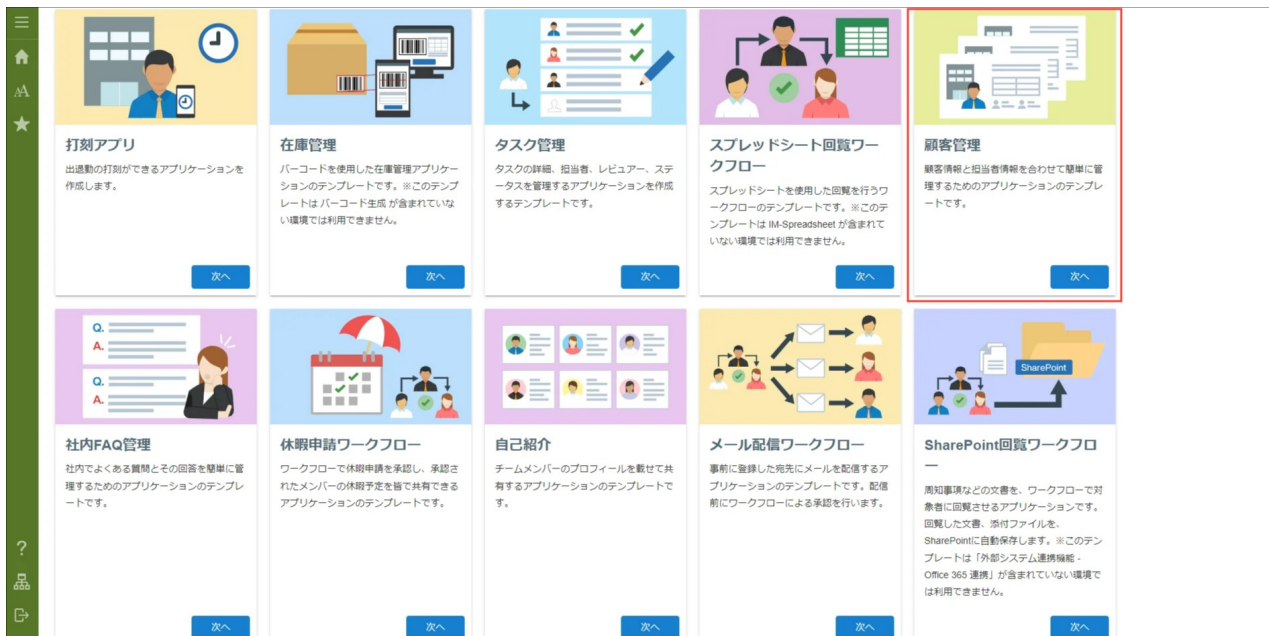 打刻アプリ
出退勤の打刻ができるアプリケーションを
作成します。
次へ
在庫管理
バーコードを使用した在庫管理アプリケー
ションのテンプレートです。※このテンプ
レートは バーコード生成 が含まれていな
い環境では利用できません。
次へ
タスク管理
タスクの詳細、担当者、レビュアー、ステ
ータスを管理するアプリケーションを作成
するテンプレートです。
次へ
スプレッドシート回覧ワー
クフロー
スプレッドシートを使用した回覧を行うワ
ークフローのテンプレートです。※このテ
ンプレートは IM-Spreadsheet が含まれて
いない環境では利用できません。
次へ
顧客管理
顧客情報と担当者情報を合わせて簡単に管
理するためのアプリケーションのテンプレ
ートです。
次へ
Q.
A.
Q.
A.
社内FAQ管理
社内でよくある質問とその回答を簡単に管
理するためのアプリケーションのテンプレ
ートです。
次へ
休暇申請ワークフロー
ワークフローで休暇申請を承認し、承認さ
れたメンバーの休暇予定を皆で共有できる
アプリケーションのテンプレートです。
次へ
自己紹介
チームメンバーのプロフィールを載せて共
有するアプリケーションのテンプレートで
す。
次へ
メール配信ワークフロー
事前に登録した宛先にメールを配信するア
プリケーションのテンプレートです。配信
前にワークフローによる承認を行います。
次へ
SharePoint
SharePoint回覧ワークフロ
ー
周知事項などの文書を、ワークフローで対
象者に回覧させるアプリケーションです。
回覧した文書、添付ファイルを、
SharePointに自動保存します。※このテン
プレートは「外部システム連携機能 -
Office 365 連携」が含まれていない環境で
は利用できません。
次へ